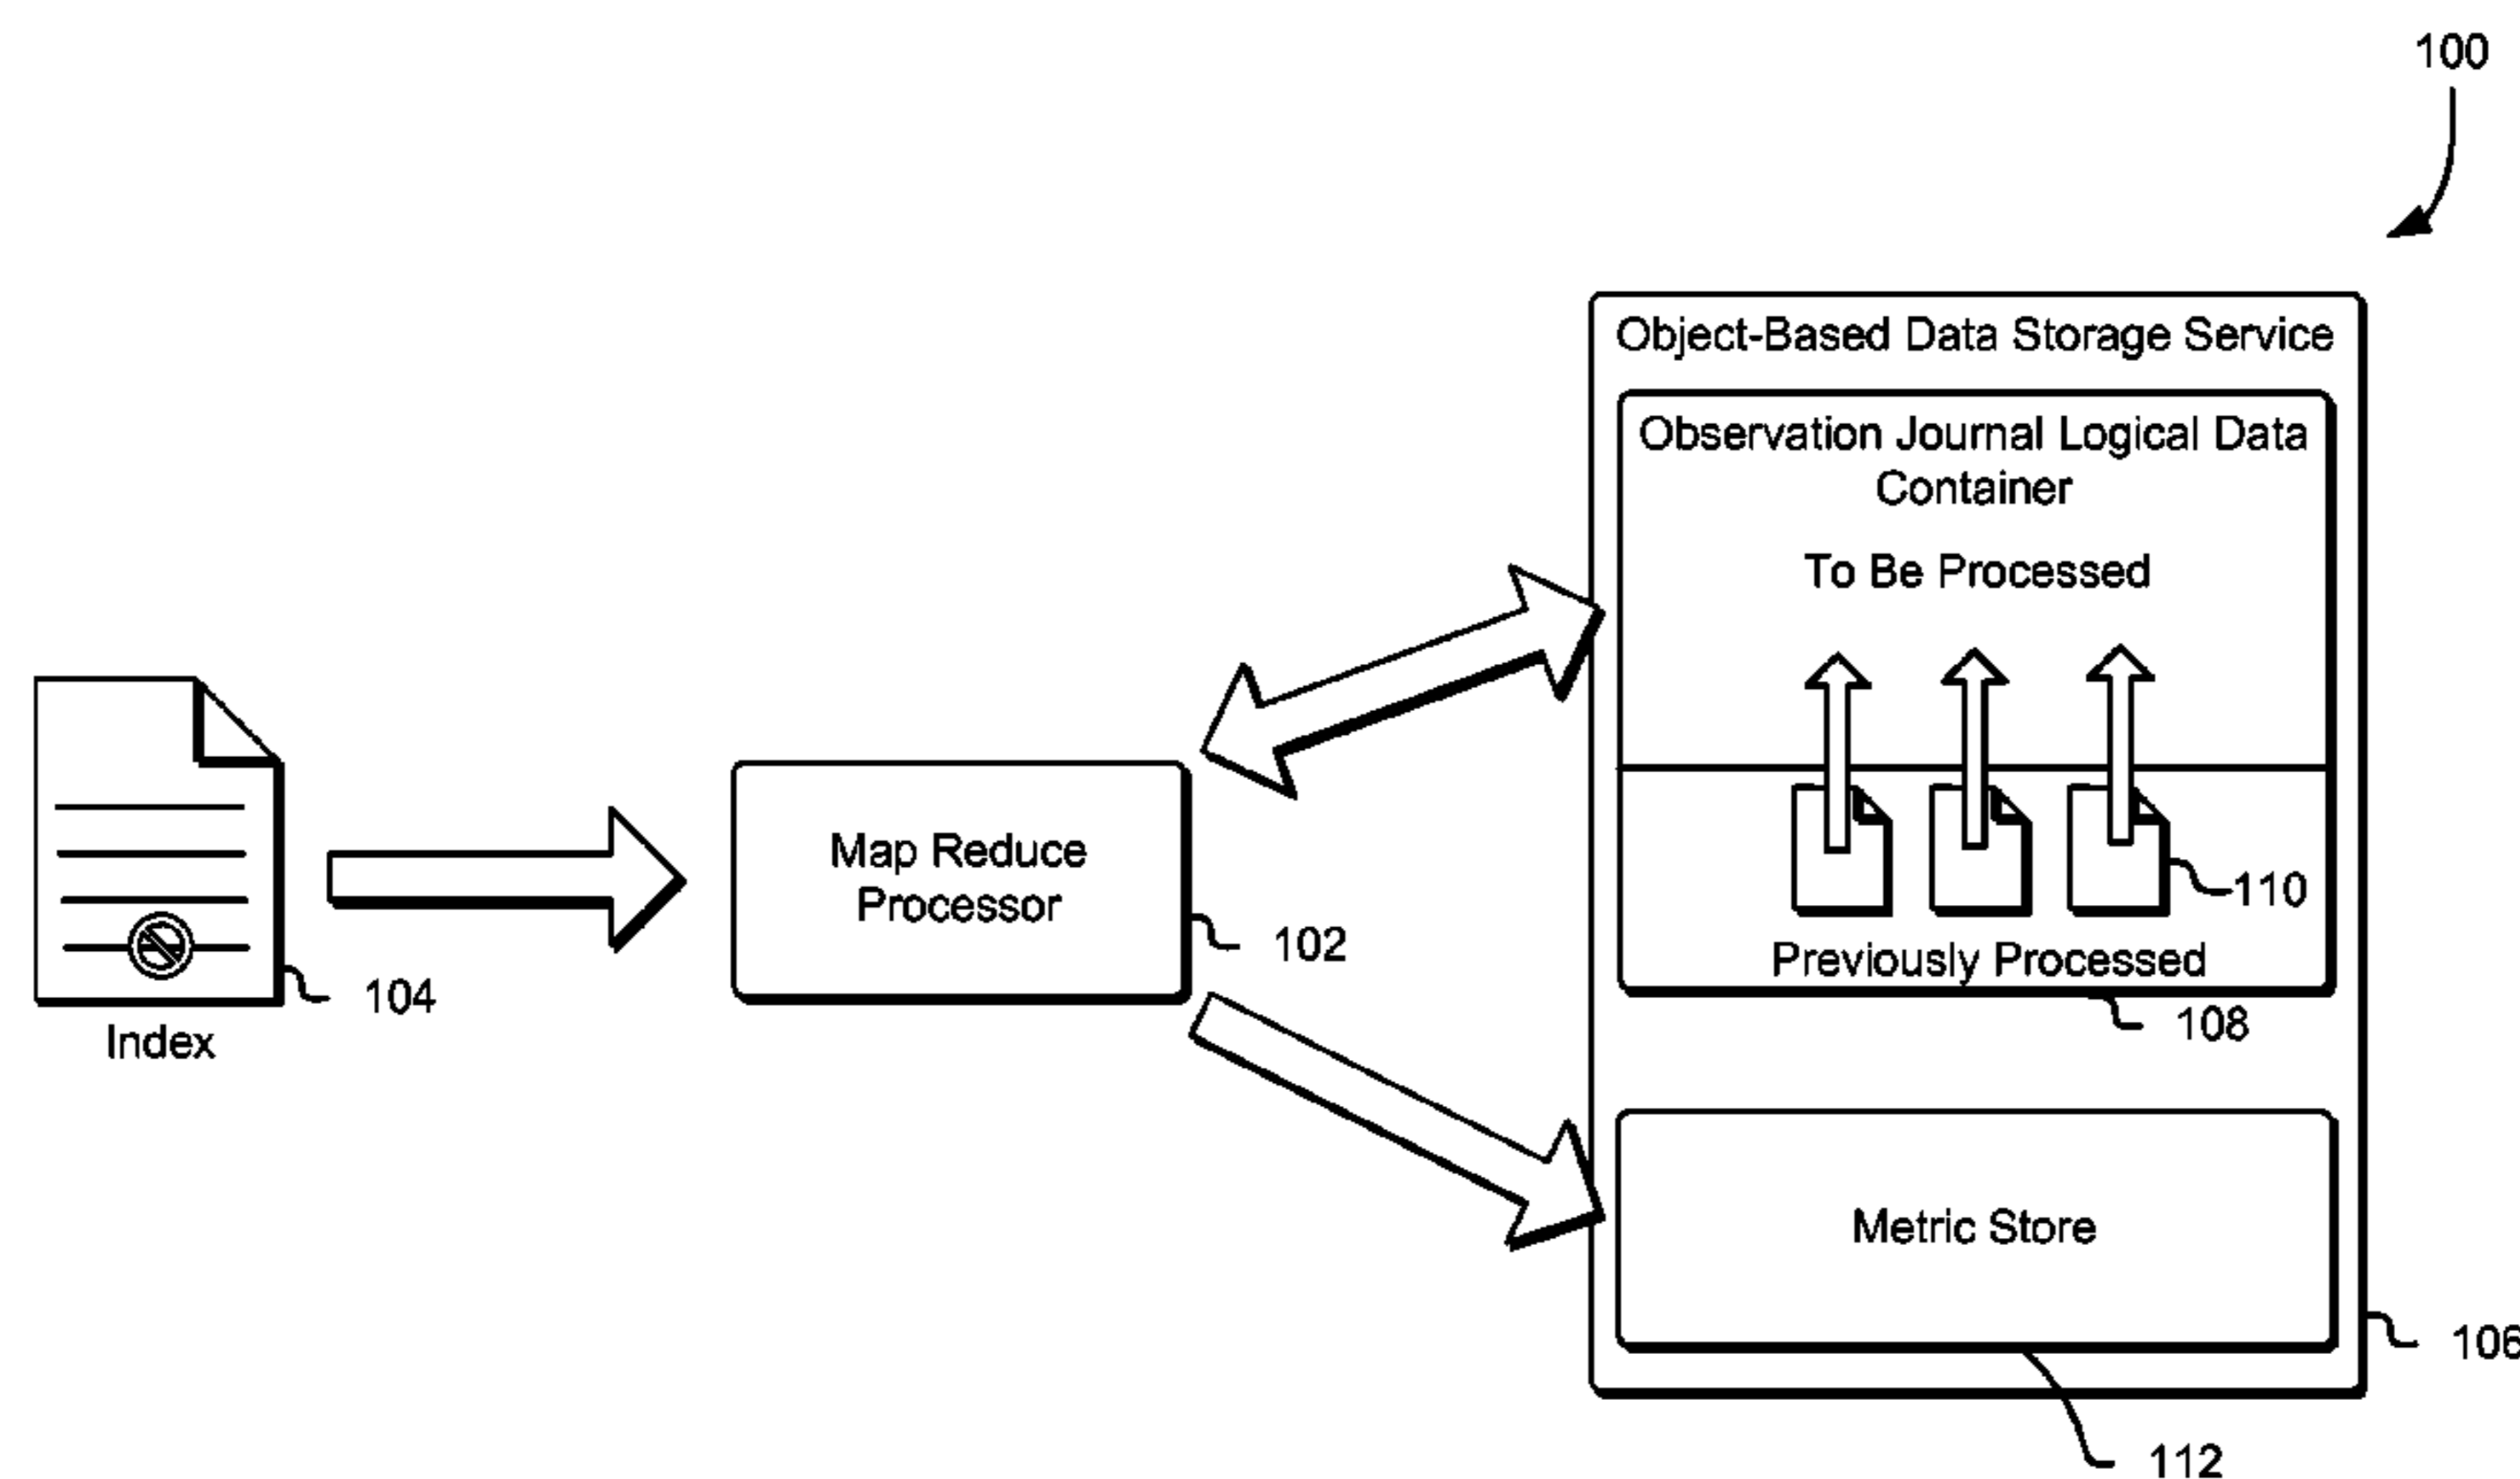 100
Object-Based Data Storage Service
Observation Journal Logical Data
Container
To Be Processed
110
Previously Processed
108
Map Reduce
Processor
102
104
Index
Metric Store
106
112